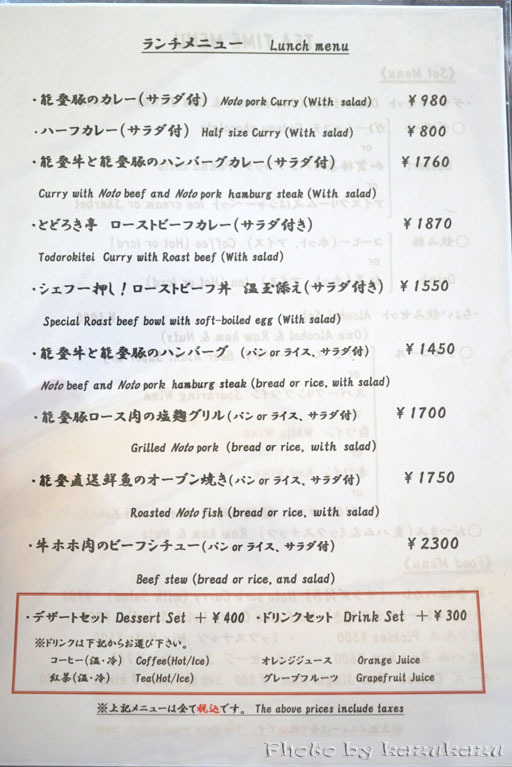 ランチメニュー Lunch menu
・能登豚のカレー(サラダ付) Noto pork Curry (With salad) ￥980
・ハーフカレー(サラダ付) Half size Curry (With salad) ￥800
・能登牛と能登豚のハンバーグカレー(サラダ付) ￥1760
Curry with Noto beef and Noto pork hamburg steak (With salad)
・とどろき亭 ローストビーフカレー(サラダ付き) ￥1870
Todorokitei Curry with Roast beef (With salad)
・シェフ一押し！ローストビーフ丼 温玉添え(サラダ付き) ￥1550
Special Roast beef bowl with soft-boiled egg (With salad)
・能登牛と能登豚のハンバーグ (パン or ライス、サラダ付) ￥1450
Noto beef and Noto pork hamburg steak (bread or rice, with salad)
・能登豚ロース肉の塩麹グリル(パン or ライス、サラダ付) ￥1700
Grilled Noto pork (bread or rice, with salad)
・能登直送鮮魚のオーブン焼き(パン or ライス、サラダ付) ￥1750
Roasted Noto fish (bread or rice, with salad)
・牛ホホ肉のビーフシチュー(パン or ライス、サラダ付) ￥2300
Beef stew (bread or rice, and salad)
・デザートセット Dessert Set ＋￥400 ・ドリンクセット Drink Set ＋￥300
※ドリンクは下記からお選び下さい。
コーヒー(温・冷) Coffee(Hot/Ice) オレンジジュース Orange Juice
紅茶(温・冷) Tea(Hot/Ice) グレープフルーツ Grapefruit Juice
※上記メニューは全て税込です。 The above prices include taxes
Photo by kazukazu